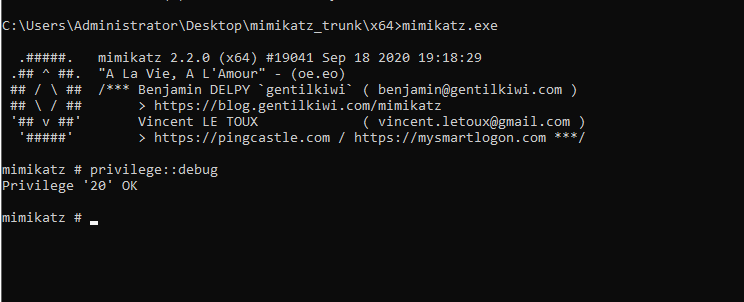 C:\Users\Administrator\Desktop\mimikatz_trunk\x64>mimikatz.exe
  .#####.   mimikatz 2.2.0 (x64) #19041 Sep 18 2020 19:18:29
 .## ^ ##.  "A La Vie, A L'Amour" - (oe.eo)
 ## / \ ##  /*** Benjamin DELPY `gentilkiwi` ( benjamin@gentilkiwi.com )
 ## \ / ##       > https://blog.gentilkiwi.com/mimikatz
 '## v ##'       Vincent LE TOUX             ( vincent.letoux@gmail.com )
  '#####'        > https://pingcastle.com / https://mysmartlogon.com ***/
mimikatz # privilege::debug
Privilege '20' OK
mimikatz # _